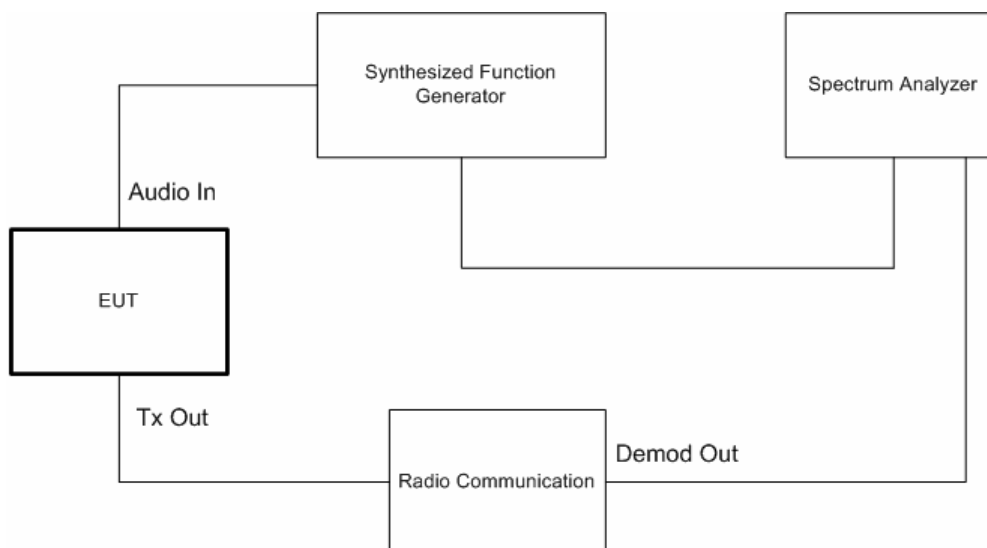 Synthesized Function
Generator
Spectrum Analyzer
Audio In
EUT
Tx Out
Radio Communication
Demod Out